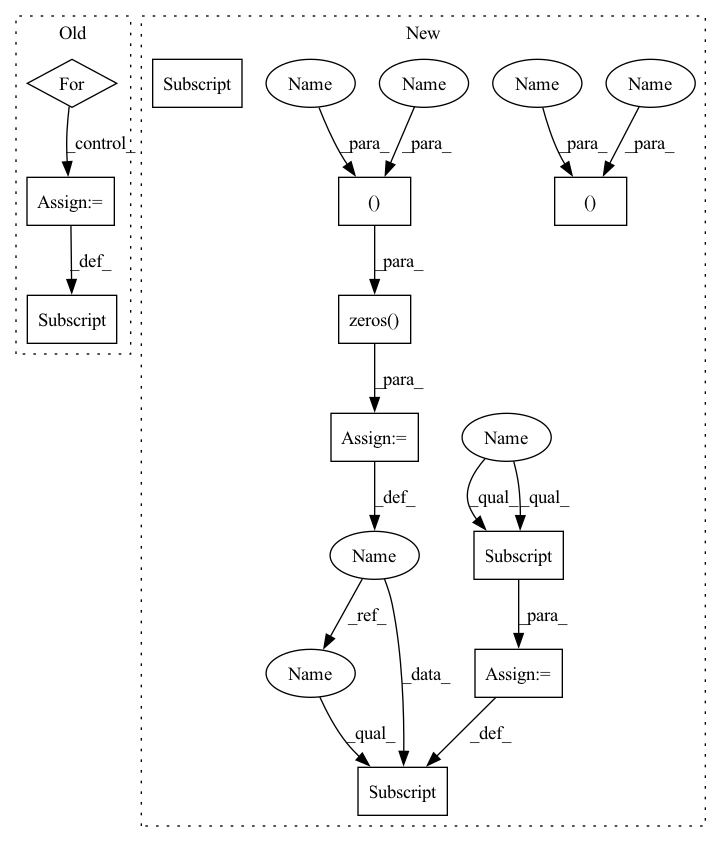 Old
New
For
Subscript
Name
Name
Name
Name
_control_
_para_
_para_
_para_
_para_
Assign:=
()
()
_def_
_para_
Subscript
zeros()
_para_
Assign:=
Name
_def_
_qual_
_qual_
Name
Subscript
_ref_
_para_
Name
_data_
Assign:=
_qual_
_def_
Subscript